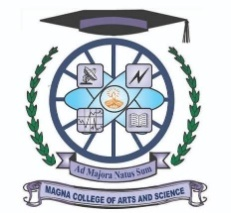 Ad Majora Natus Sum
MAGNA COLLEGE OF ARTS AND SCIENCE